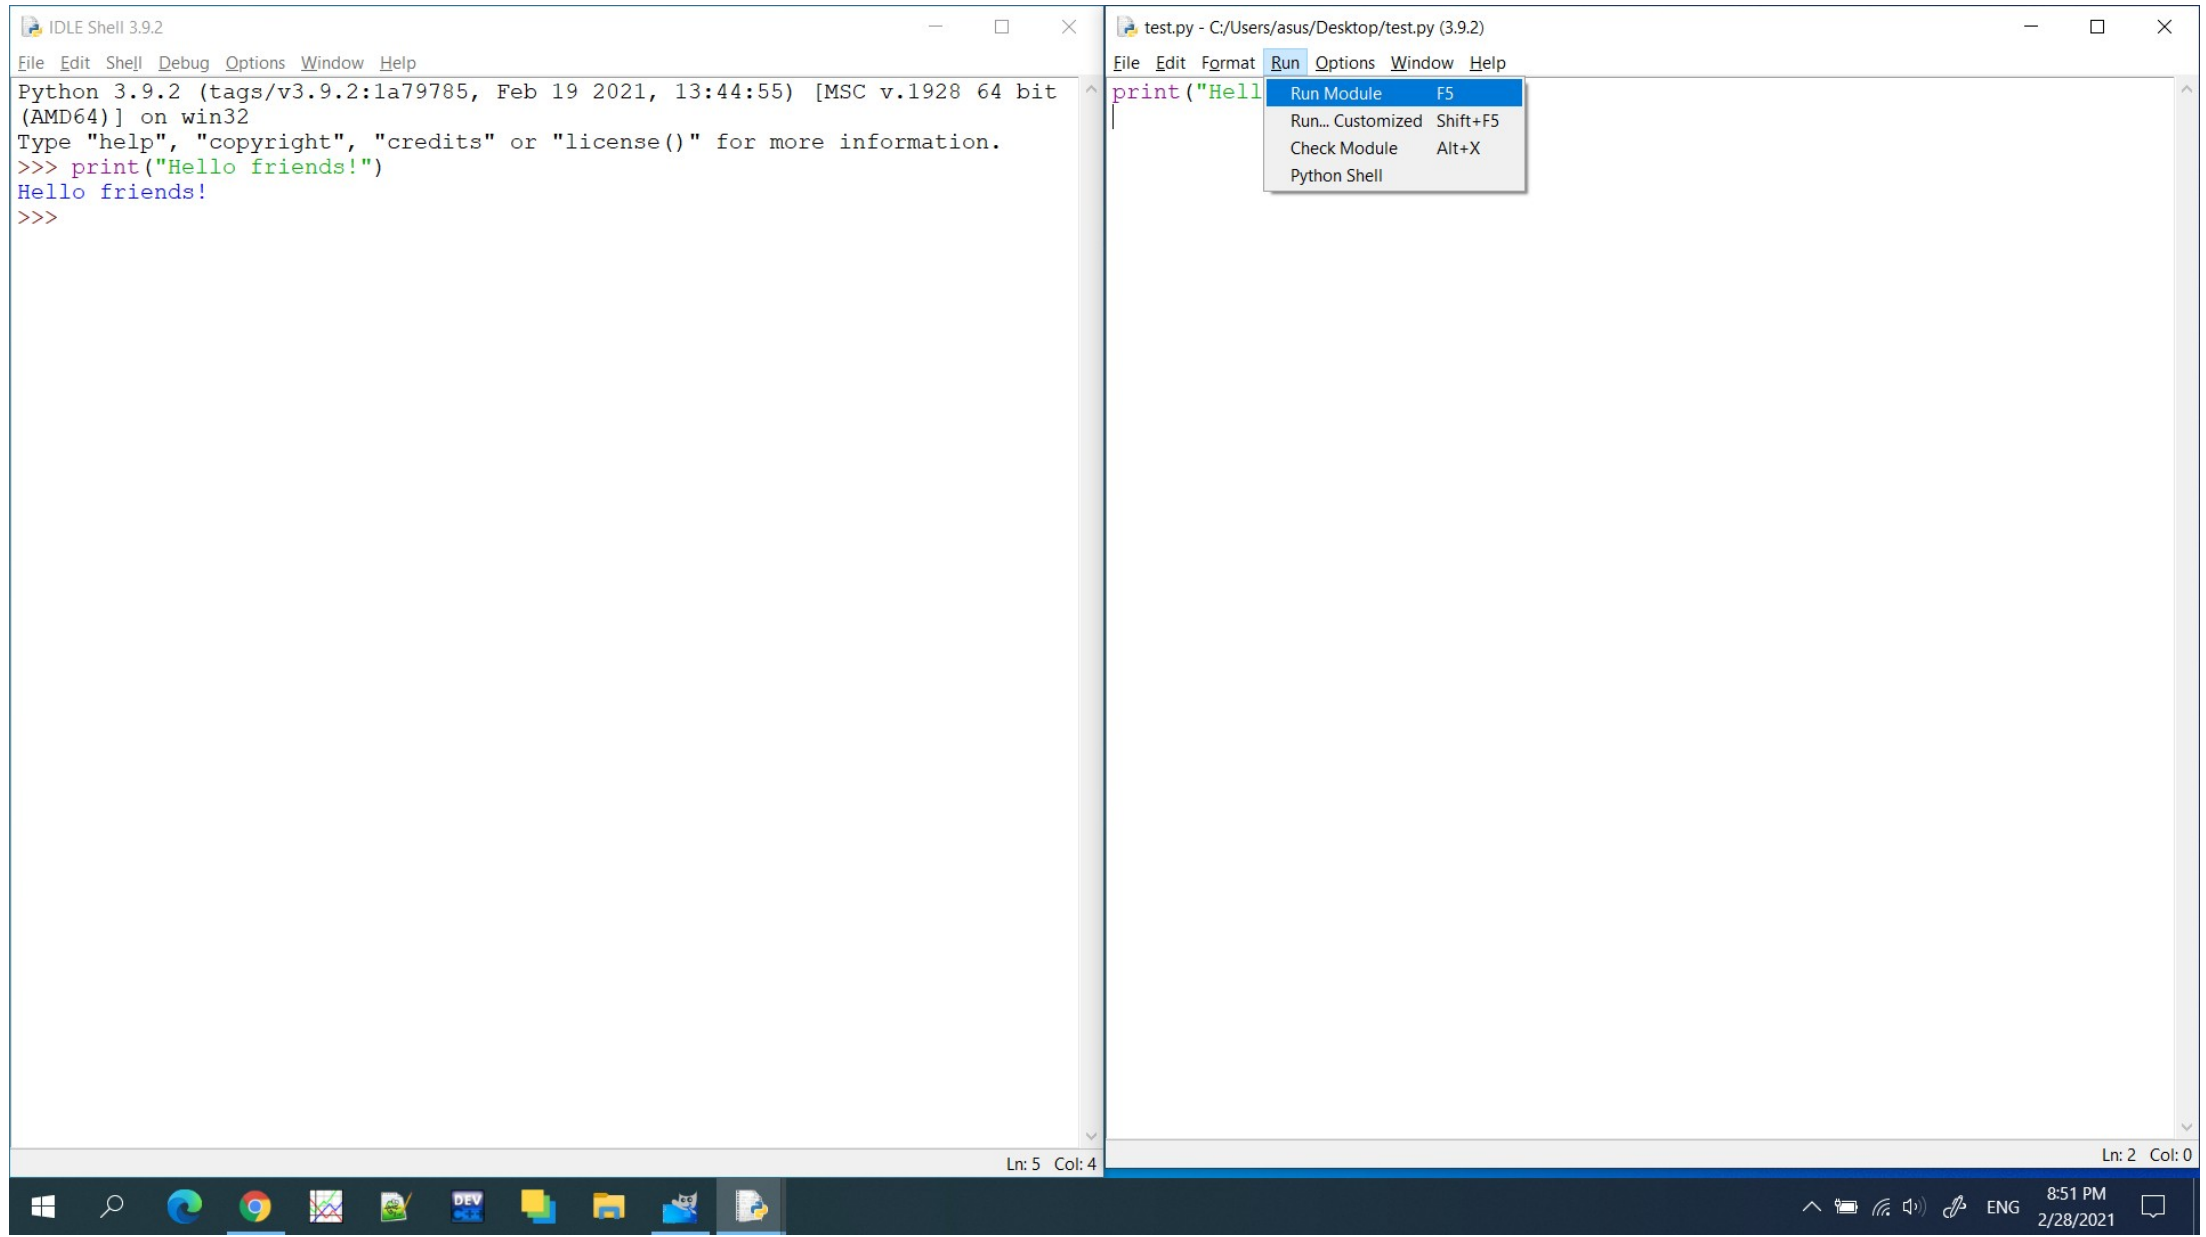 IDLE Shell 3.9.2
File Edit Shell Debug Options Window Help
Python 3.9.2 (tags/v3.9.2:1a79785, Feb 19 2021, 13:44:55) [MSC v.1928 64 bit
(AMD64)] on win32
Type "help", "copyright", "credits" or "license()" for more information.
>>> print("Hello friends!")
Hello friends!
>>>
Ln: 5 Col: 4
test.py - C:/Users/asus/Desktop/test.py (3.9.2)
File Edit Format Run Options Window Help
print("Hell
Run Module F5
Run... Customized Shift+F5
Check Module Alt+X
Python Shell
Ln: 2 Col: 0
DEV
C++
ENG
8:51 PM
2/28/2021